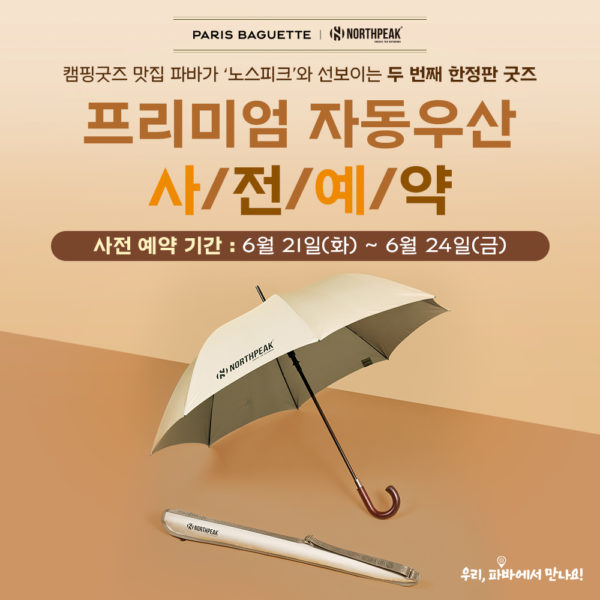 PARIS BAGUETTE | NORTHPEAK
캠핑굿즈 맛집 파바가 ‘노스피크’와 선보이는 두 번째 한정판 굿즈
프리미엄 자동우산
사/전/예/약
사전 예약 기간 : 6월 21일(화) ~ 6월 24일(금)
NORTHPEAK
NORTHPEAK
우리, 파바에서 만나요!